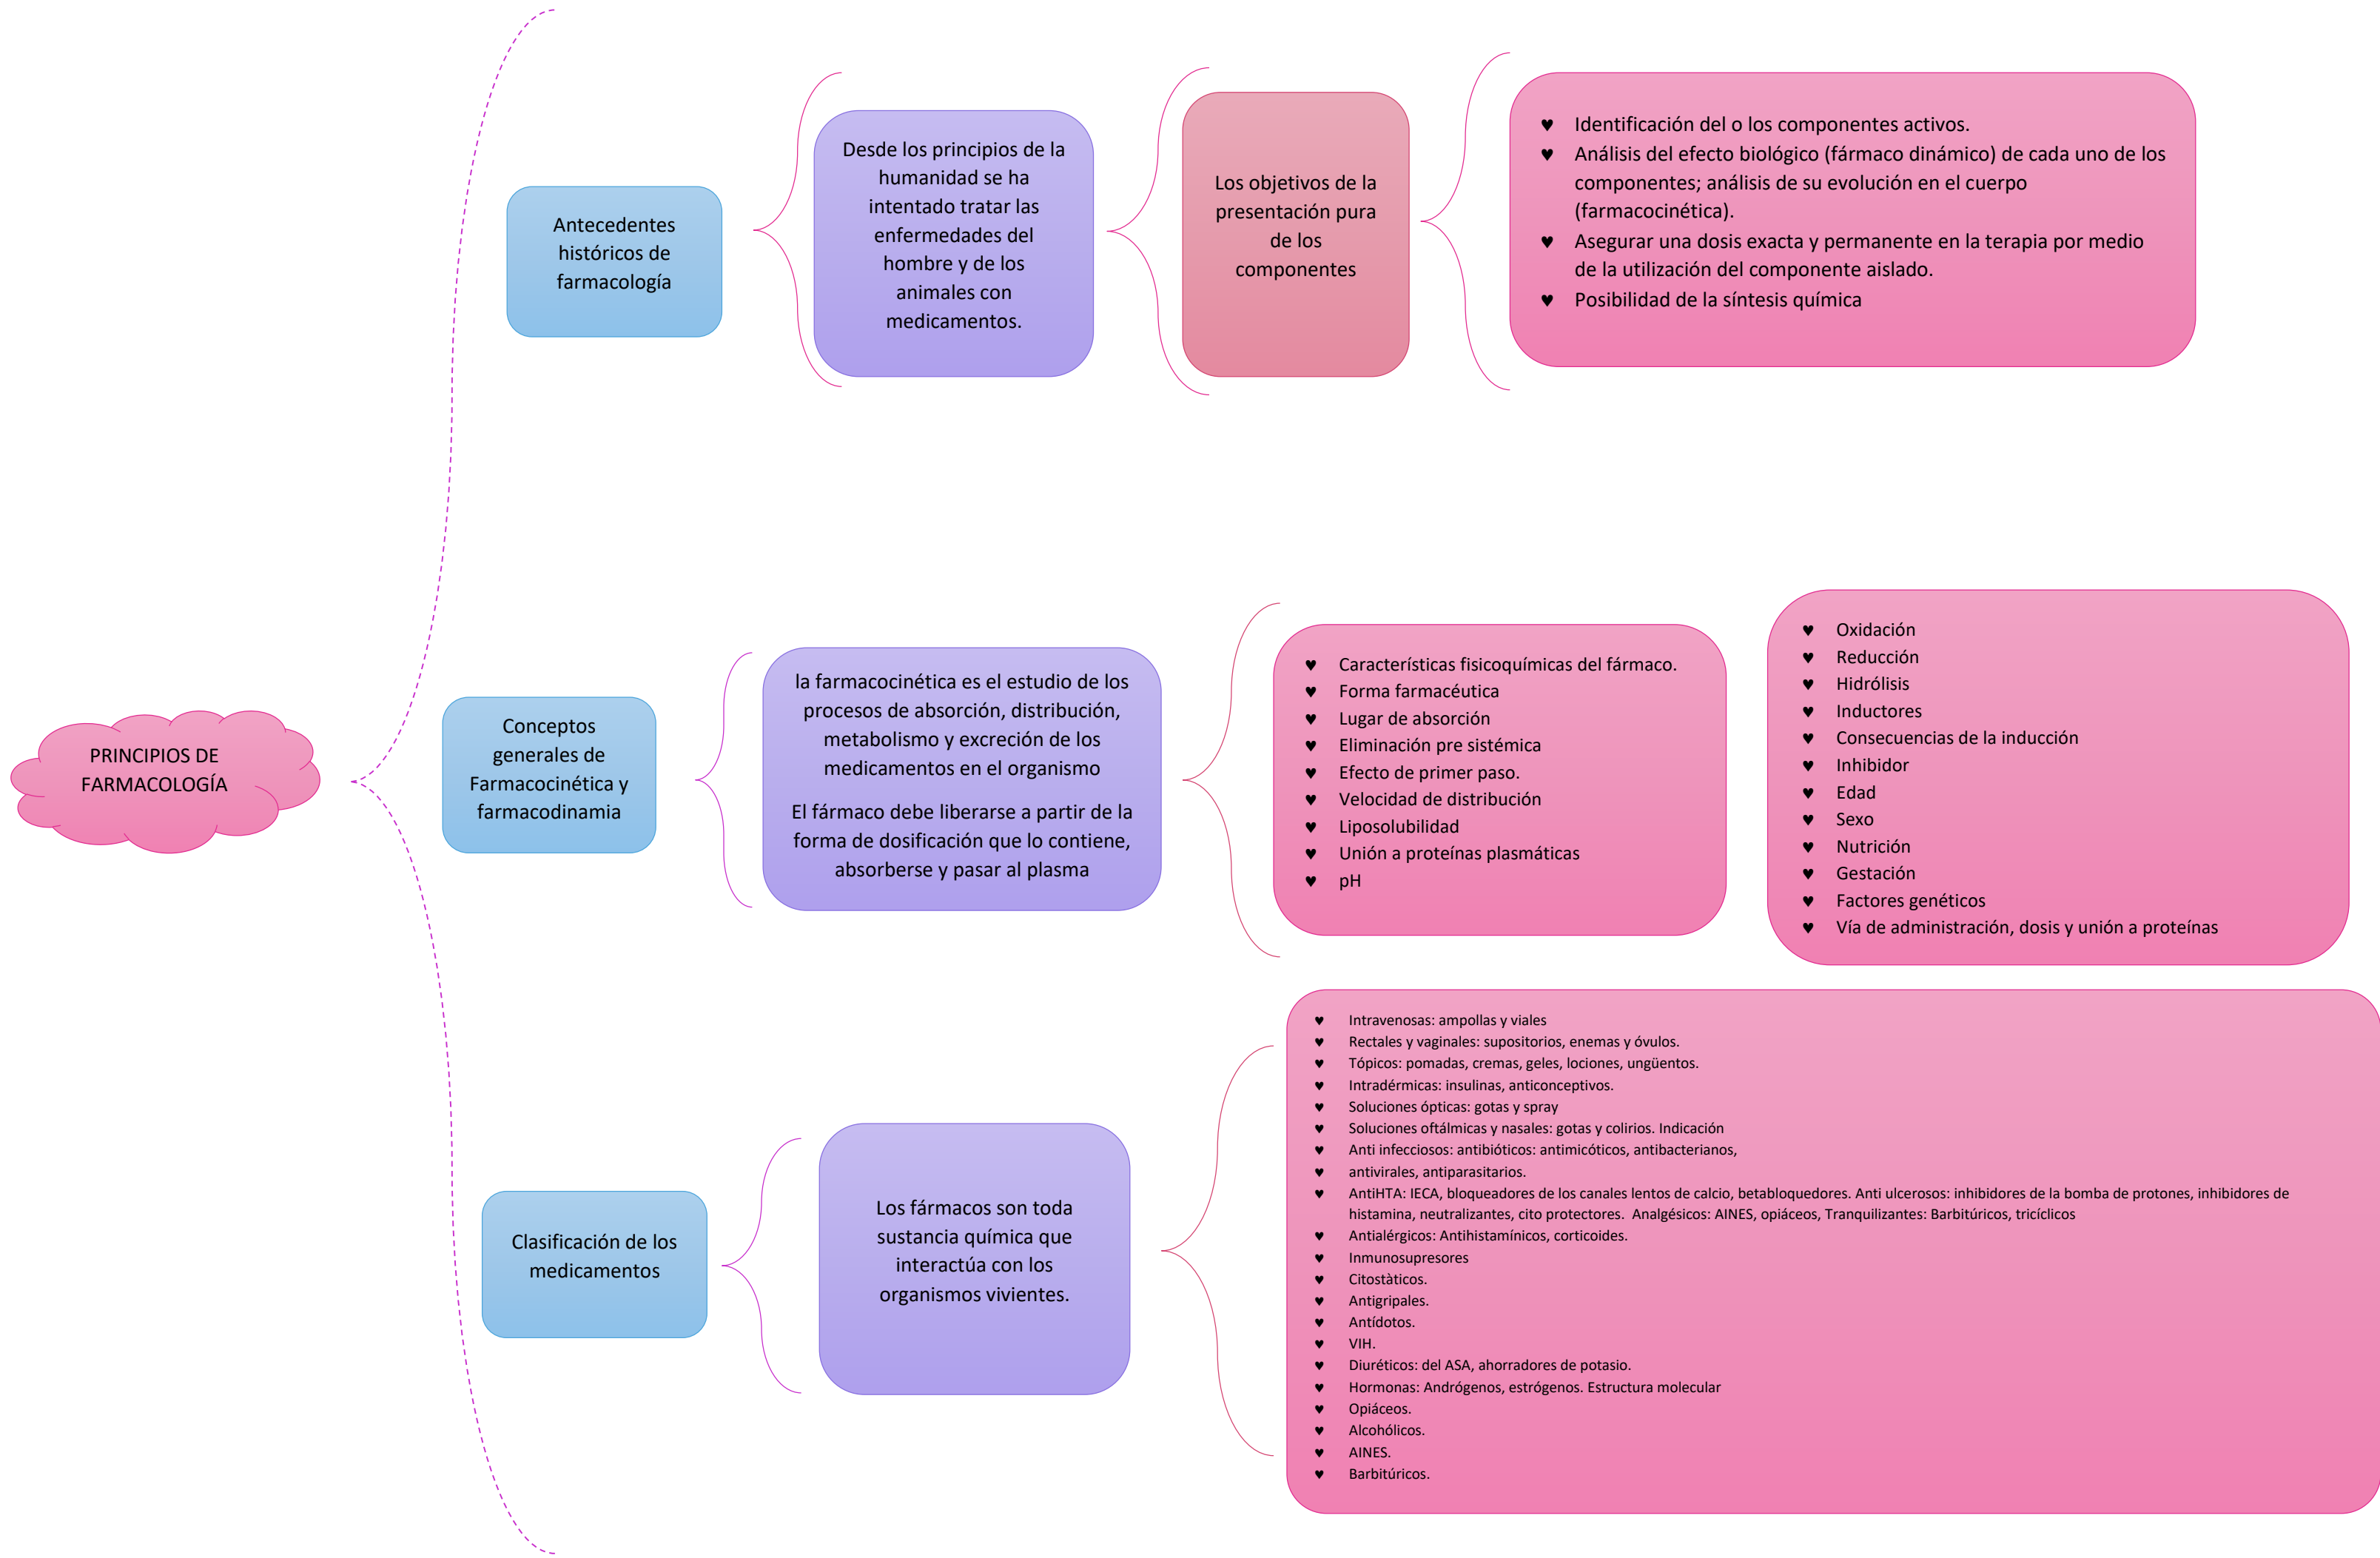 PRINCIPIOS DE
FARMACOLOGÍA
Antecedentes
históricos de
farmacología
Desde los principios de la
humanidad se ha
intentado tratar las
enfermedades del
hombre y de los
animales con
medicamentos.
Los objetivos de la
presentación pura
de los
componentes
♥ Identificación del o los componentes activos.
♥ Análisis del efecto biológico (fármaco dinámico) de cada uno de los
componentes; análisis de su evolución en el cuerpo
(farmacocinética).
♥ Asegurar una dosis exacta y permanente en la terapia por medio
de la utilización del componente aislado.
♥ Posibilidad de la síntesis química
Conceptos
generales de
Farmacocinética y
farmacodinamia
la farmacocinética es el estudio de los
procesos de absorción, distribución,
metabolismo y excreción de los
medicamentos en el organismo
El fármaco debe liberarse a partir de la
forma de dosificación que lo contiene,
absorberse y pasar al plasma
♥ Características fisicoquímicas del fármaco.
♥ Forma farmacéutica
♥ Lugar de absorción
♥ Eliminación pre sistémica
♥ Efecto de primer paso.
♥ Velocidad de distribución
♥ Liposolubilidad
♥ Unión a proteínas plasmáticas
♥ pH
♥ Oxidación
♥ Reducción
♥ Hidrólisis
♥ Inductores
♥ Consecuencias de la inducción
♥ Inhibidor
♥ Edad
♥ Sexo
♥ Nutrición
♥ Gestación
♥ Factores genéticos
♥ Vía de administración, dosis y unión a proteínas
Clasificación de los
medicamentos
Los fármacos son toda
sustancia química que
interactúa con los
organismos vivientes.
♥ Intravenosas: ampollas y viales
♥ Rectales y vaginales: supositorios, enemas y óvulos.
♥ Tópicos: pomadas, cremas, geles, lociones, ungüentos.
♥ Intradérmicas: insulinas, anticonceptivos.
♥ Soluciones ópticas: gotas y spray
♥ Soluciones oftálmicas y nasales: gotas y colirios. Indicación
♥ Anti infecciosos: antibióticos: antimicóticos, antibacterianos,
♥ antivirales, antiparasitarios.
♥ AntiHTA: IECA, bloqueadores de los canales lentos de calcio, betabloquedores. Anti ulcerosos: inhibidores de la bomba de protones, inhibidores de
histamina, neutralizantes, cito protectores. Analgésicos: AINES, opiáceos, Tranquilizantes: Barbitúricos, tricíclicos
♥ Antialérgicos: Antihistamínicos, corticoides.
♥ Inmunosupresores
♥ Citostàticos.
♥ Antigripales.
♥ Antídotos.
♥ VIH.
♥ Diuréticos: del ASA, ahorradores de potasio.
♥ Hormonas: Andrógenos, estrógenos. Estructura molecular
♥ Opiáceos.
♥ Alcohólicos.
♥ AINES.
♥ Barbitúricos.